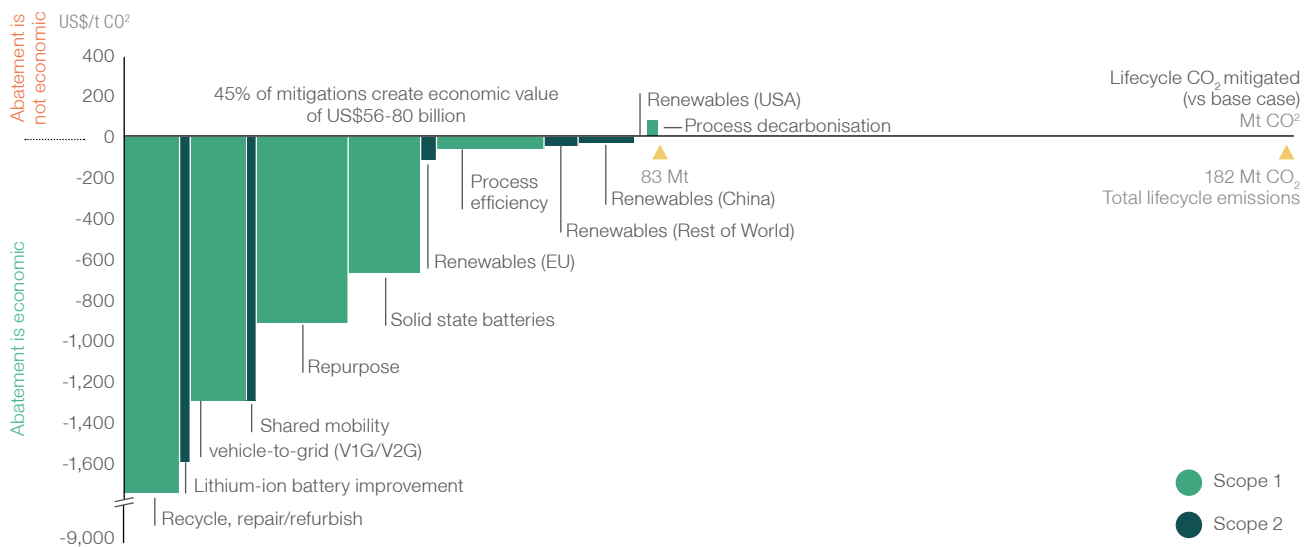 Abatement is
not economic
US$/t CO²
400
200
0
-200
-400
-600
-800
-1,000
-1,200
-1,400
-1,600
-9,000
Abatement is economic
45% of mitigations create economic value
of US$56-80 billion
Renewables (USA)
Process decarbonisation
Lifecycle CO₂ mitigated
(vs base case)
Mt CO²
83 Mt
182 Mt CO₂
Total lifecycle emissions
Process
efficiency
Renewables (China)
Renewables (Rest of World)
Renewables (EU)
Solid state batteries
Repurpose
Shared mobility
vehicle-to-grid (V1G/V2G)
Lithium-ion battery improvement
Recycle, repair/refurbish
Scope 1
Scope 2